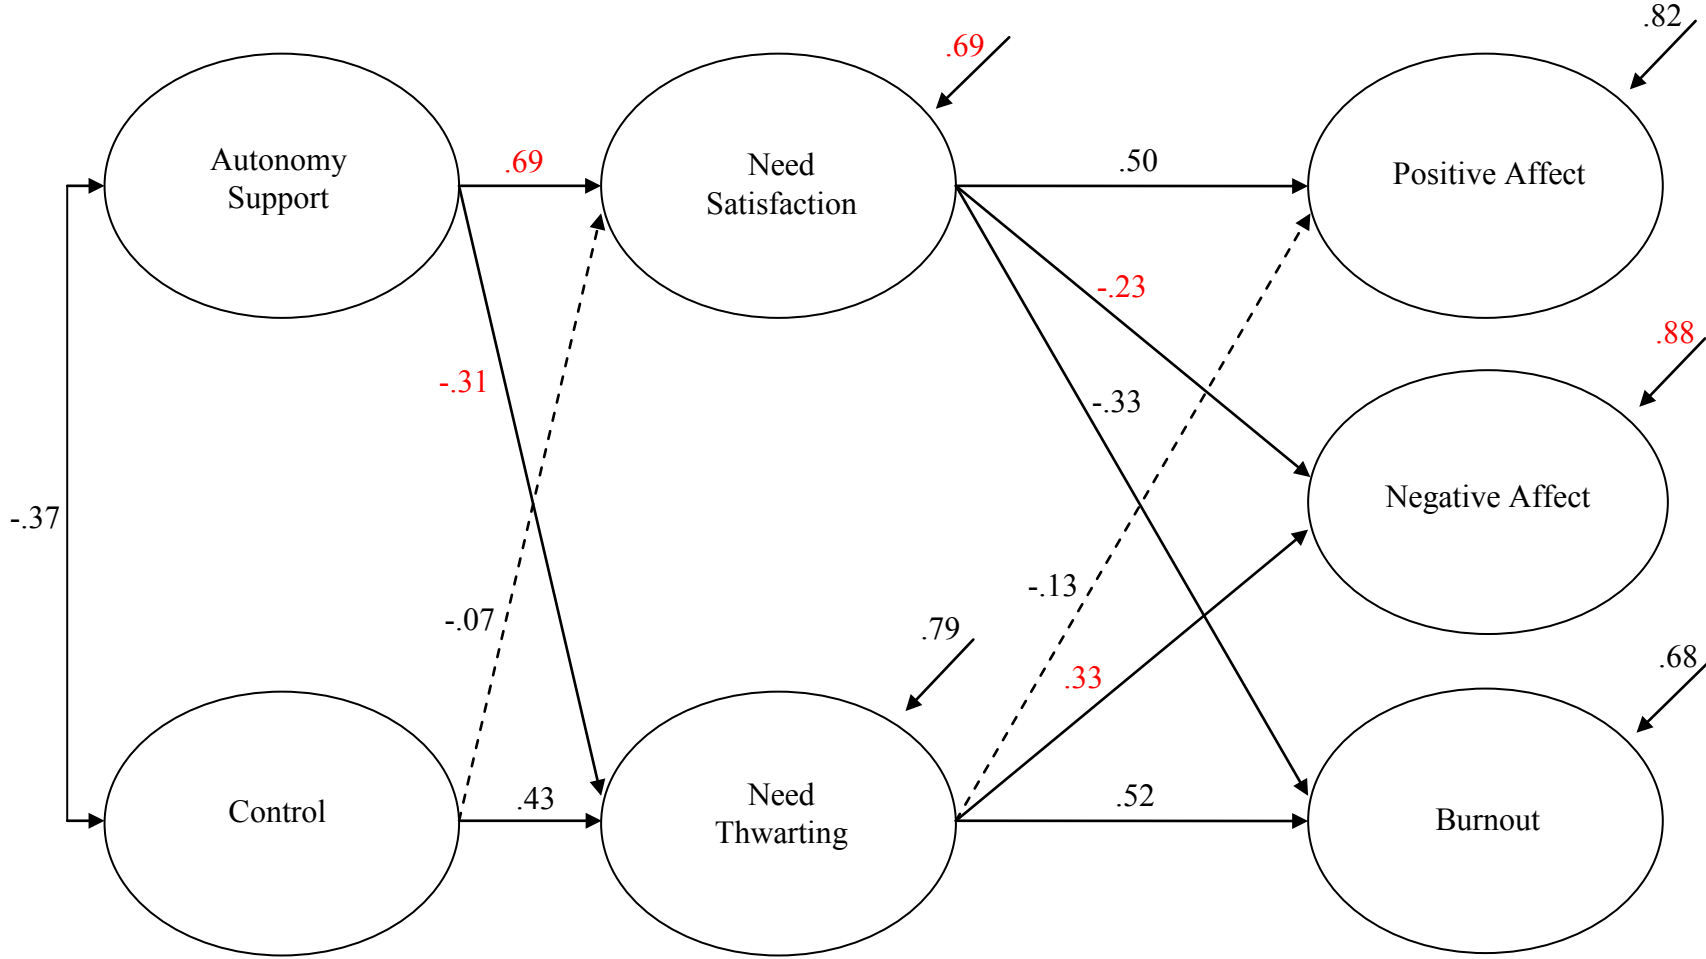 .82
.69
Autonomy
Support
.69
Need
Satisfaction
.50
Positive Affect
-.23
.88
-.31
-.33
-.37
Negative Affect
-.07
-.13
.79
.33
.68
Control
.43
Need
Thwarting
.52
Burnout